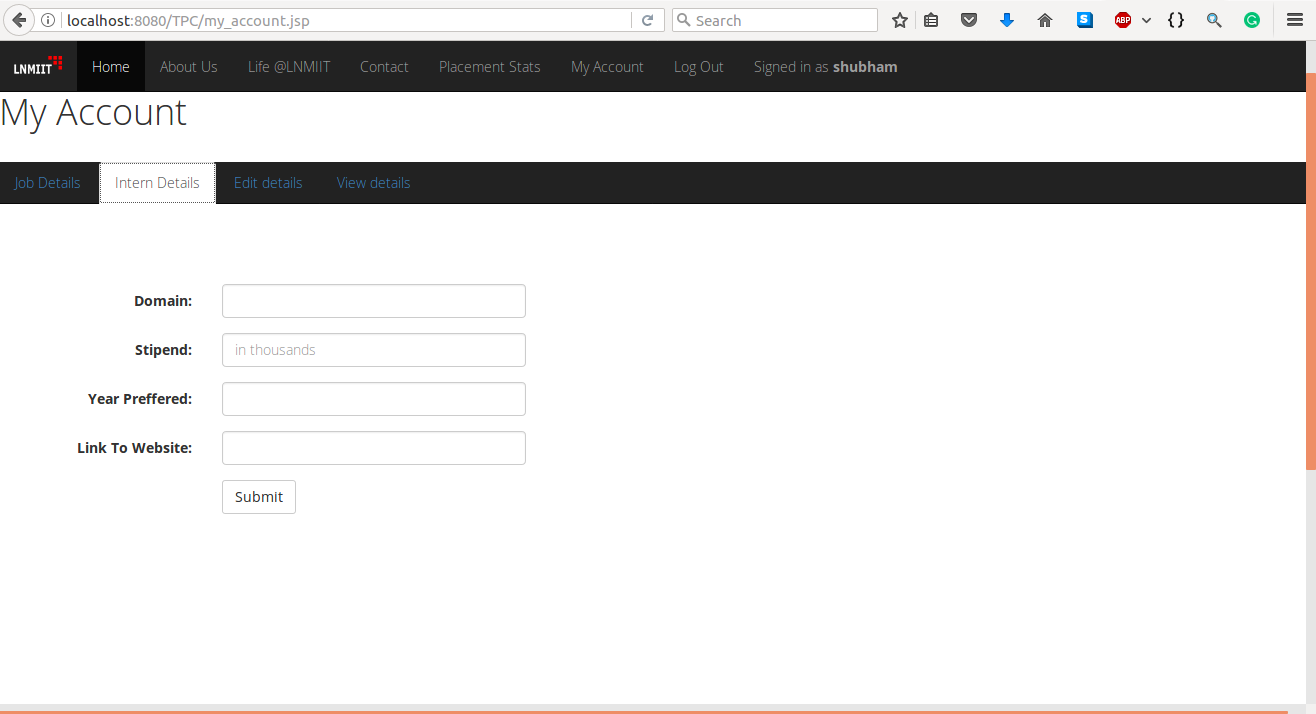 localhost:8080/TPC/my_account.jsp
Search
S ABP {} G
LNMIIT Home About Us Life @LNMIIT Contact Placement Stats My Account Log Out Signed in as shubham
My Account
Job Details Intern Details Edit details View details
Domain:
Stipend: in thousands
Year Preffered:
Link To Website:
Submit